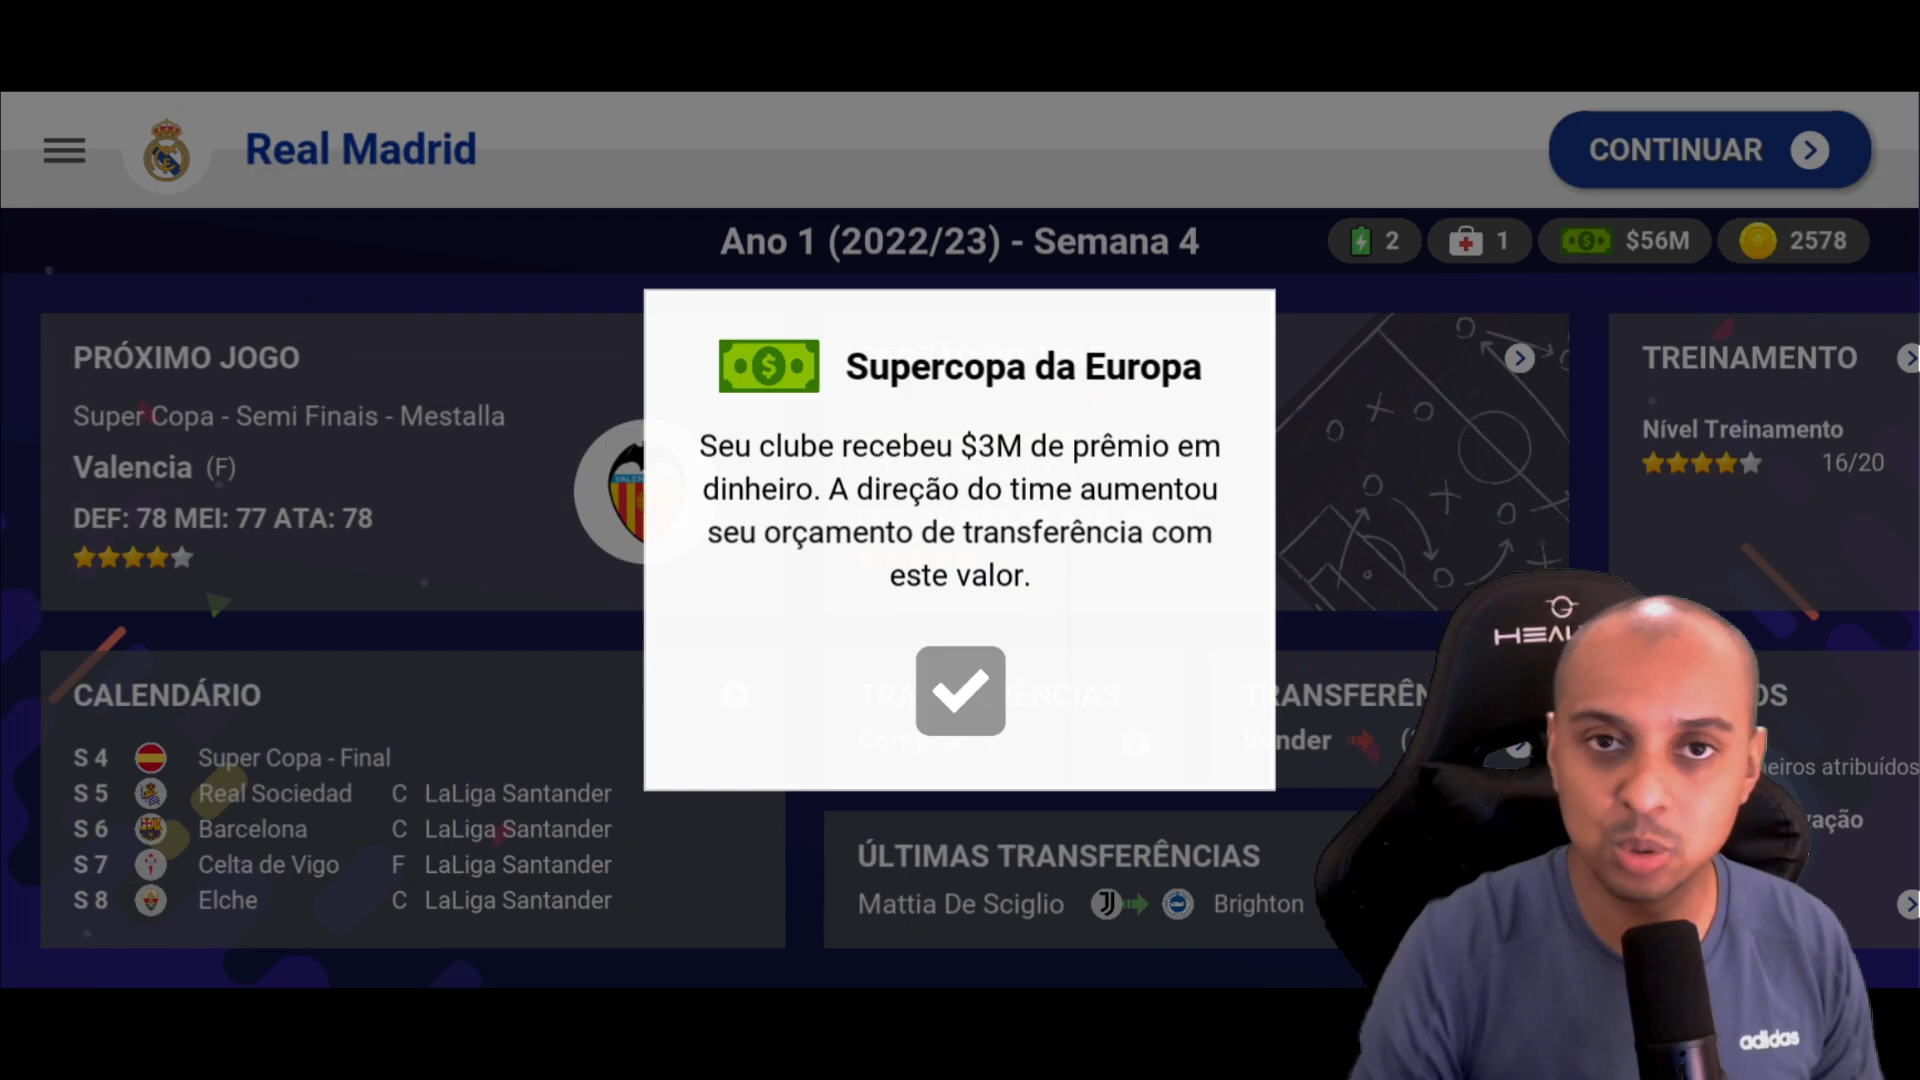 Real Madrid
CONTINUAR
Ano 1 (2022/23) - Semana 4
2
1
$56M
2578
PRÓXIMO JOGO
Super Copa - Semi Finais - Mestalla
Valencia (F)
DEF: 78 MEI: 77 ATA: 78
Supercopa da Europa
Seu clube recebeu $3M de prêmio em
dinheiro. A direção do time aumentou
seu orçamento de transferência com
este valor.
TREINAMENTO
Nível Treinamento
16/20
CALENDÁRIO
S 4 Super Copa - Final
S 5 Real Sociedad C LaLiga Santander
S 6 Barcelona C LaLiga Santander
S 7 Celta de Vigo F LaLiga Santander
S 8 Elche C LaLiga Santander
Vender
ÚLTIMAS TRANSFERÊNCIAS
Mattia De Sciglio Brighton
adidas